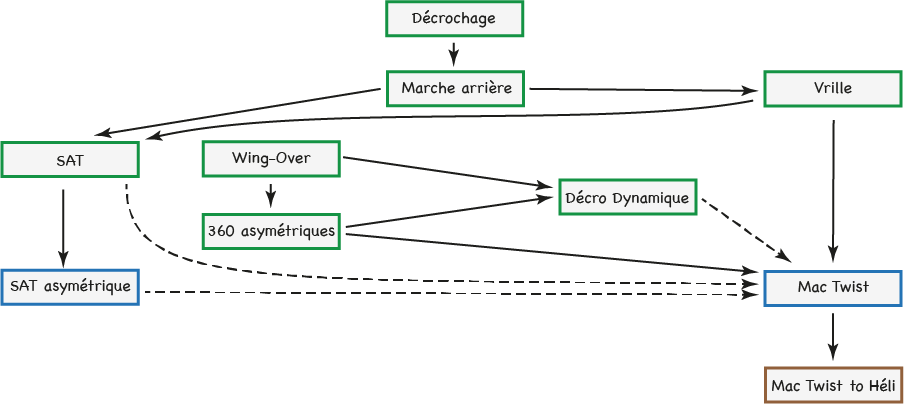 Décrochage
Marche arrière
Vrille
SAT
Wing-Over
Décro Dynamique
360 asymétriques
SAT asymétrique
Mac Twist
Mac Twist to Héli